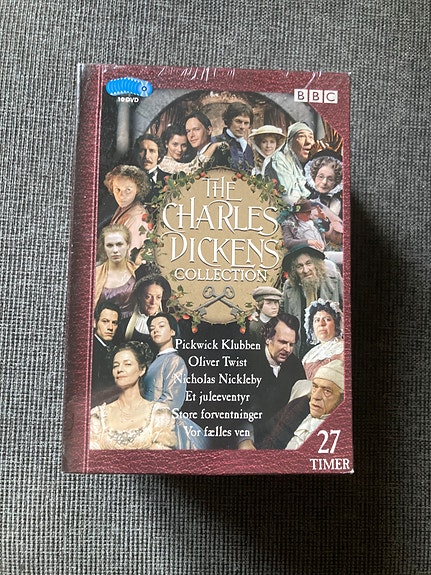 10-DVD
BBC
THE
CHARLES
DICKENS
COLLECTION
Pickwick Klubben
Oliver Twist
Nicholas Nickleby
Et juleeventyr
Store forventninger
Vor fælles ven
27
TIMER